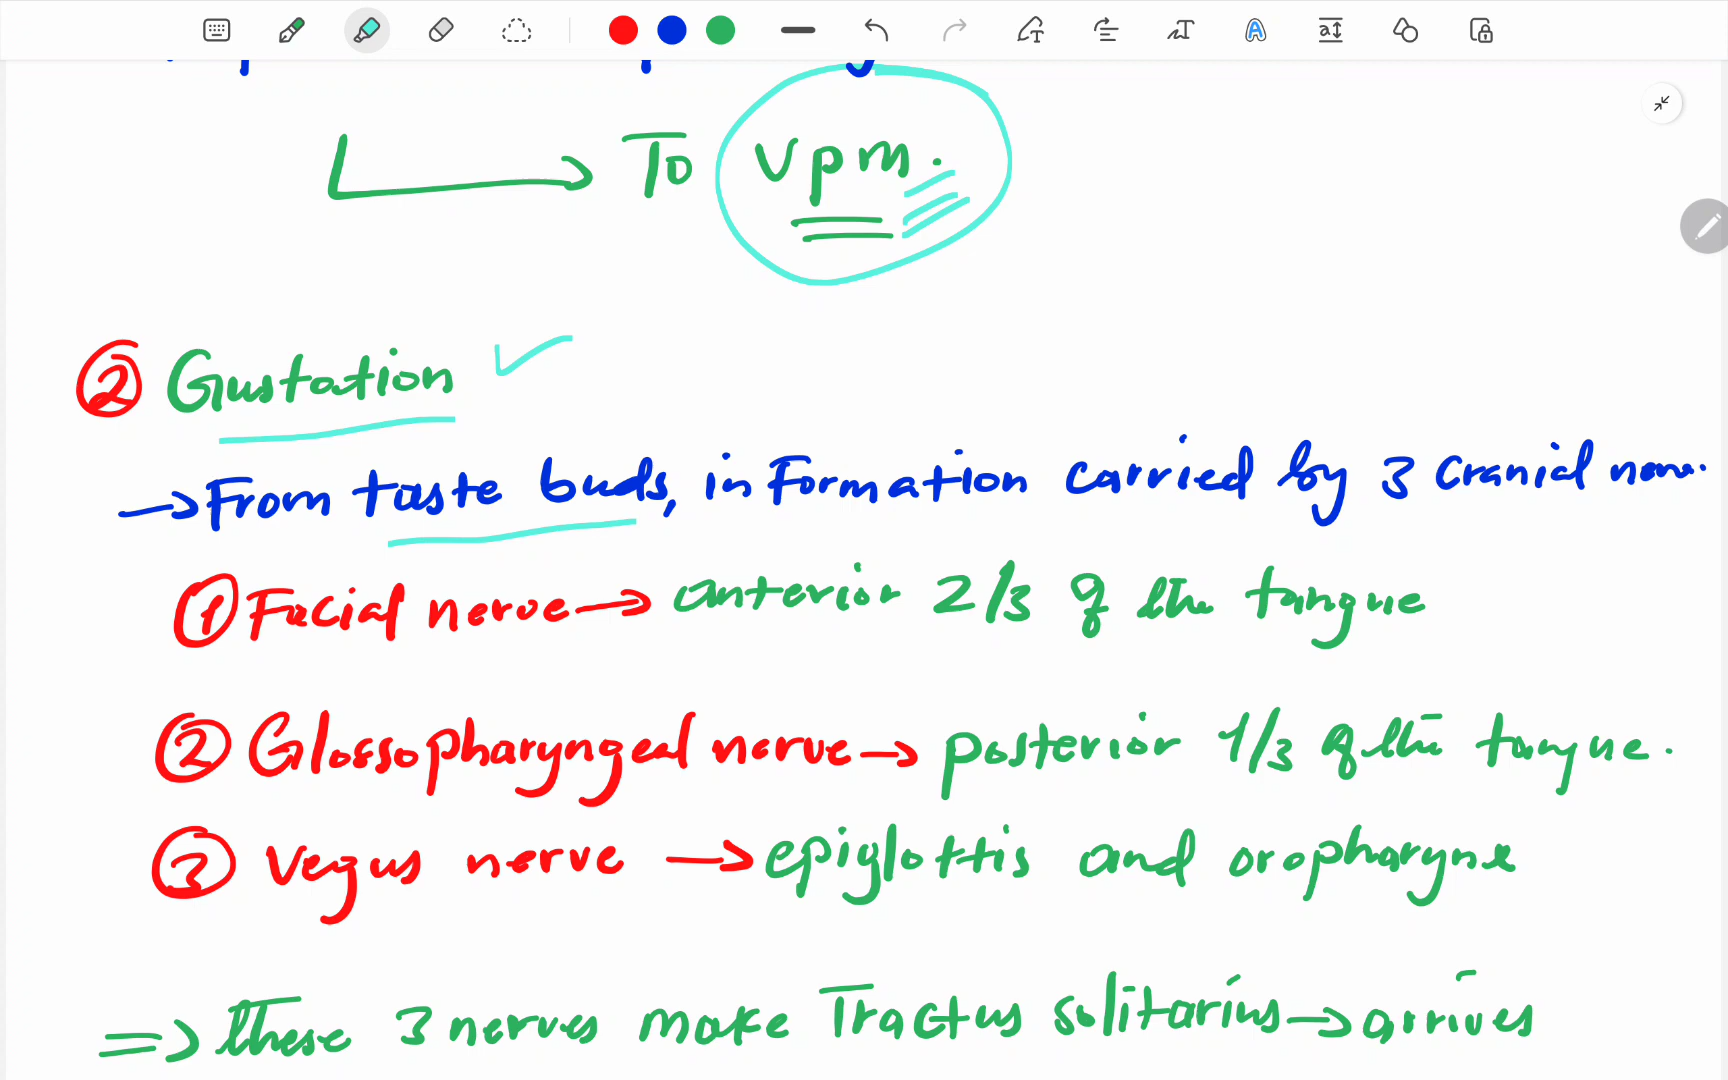 To Vpm.
② Gustation
→ From taste buds, information carried by 3 cranial
① Facial nerve → anterior 2/3 of the tongue
② Glossopharyngeal nerve → posterior 1/3 of the tongue.
③ Vagus nerve → epiglottis and oropharynx
⇒ These 3 nerves make Tractus solitarius → arrives